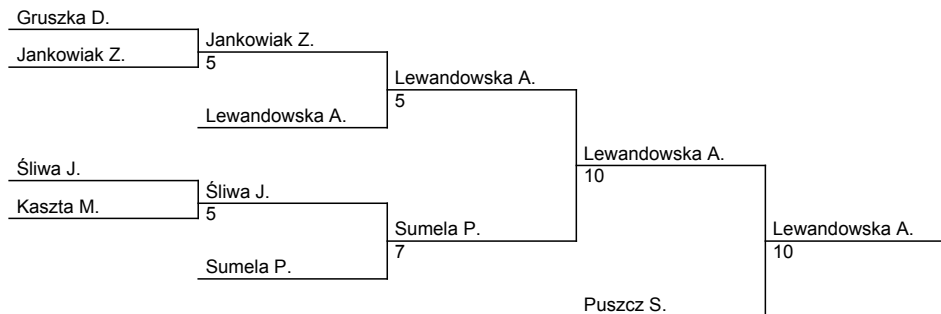 Gruszka D.
Jankowiak Z.
Jankowiak Z.
5
Lewandowska A.
5
Lewandowska A.
Lewandowska A.
10
Śliwa J.
Śliwa J.
5
Kaszta M.
Sumela P.
7
Sumela P.
Lewandowska A.
10
Puszcz S.